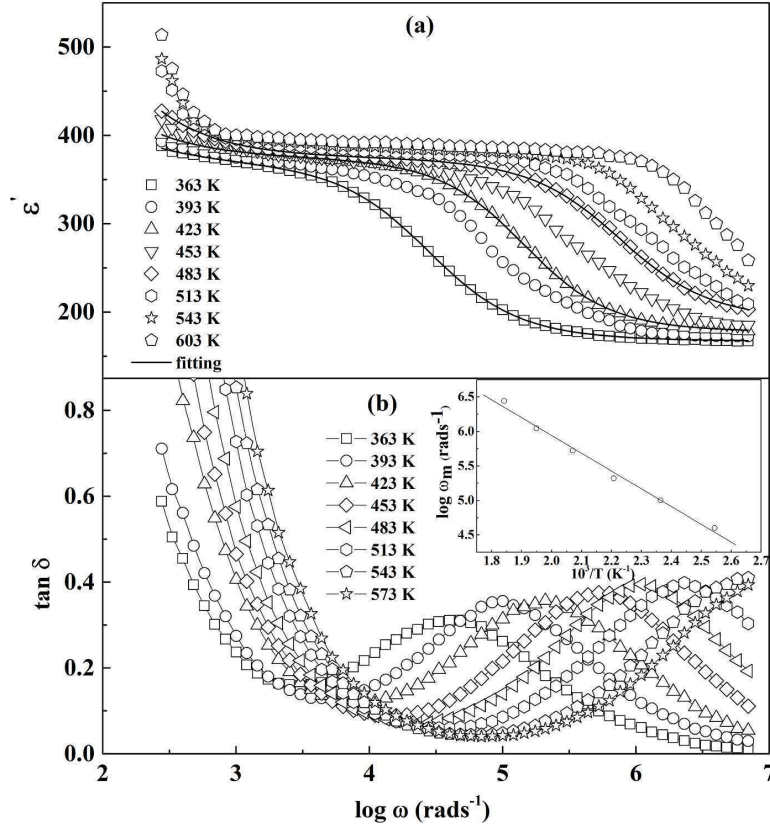 (a)
500
400
300
200
ε'
363 K
393 K
423 K
453 K
483 K
513 K
543 K
603 K
fitting
(b)
0.8
0.6
0.4
0.2
0.0
tan δ
363 K
393 K
423 K
453 K
483 K
513 K
543 K
573 K
6.5
6.0
5.5
5.0
4.5
log ωm (rads-1)
1.8 1.9 2.0 2.1 2.2 2.3 2.4 2.5 2.6 2.7
10³/T (K-1)
2 3 4 5 6 7
log ω (rads-1)